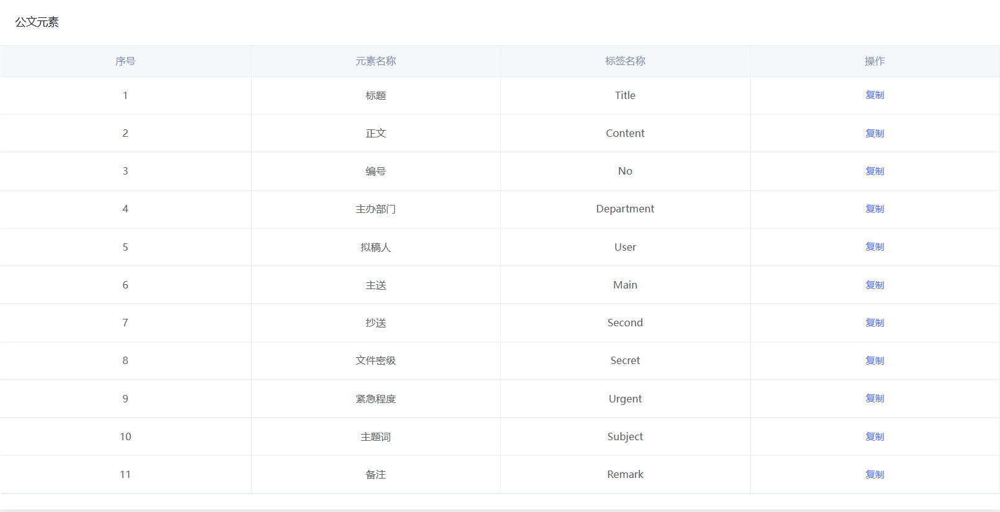 公文元素
序号 元素名称 标签名称 操作
1 标题 Title 复制
2 正文 Content 复制
3 编号 No 复制
4 主办部门 Department 复制
5 拟稿人 User 复制
6 主送 Main 复制
7 抄送 Second 复制
8 文件密级 Secret 复制
9 紧急程度 Urgent 复制
10 主题词 Subject 复制
11 备注 Remark 复制